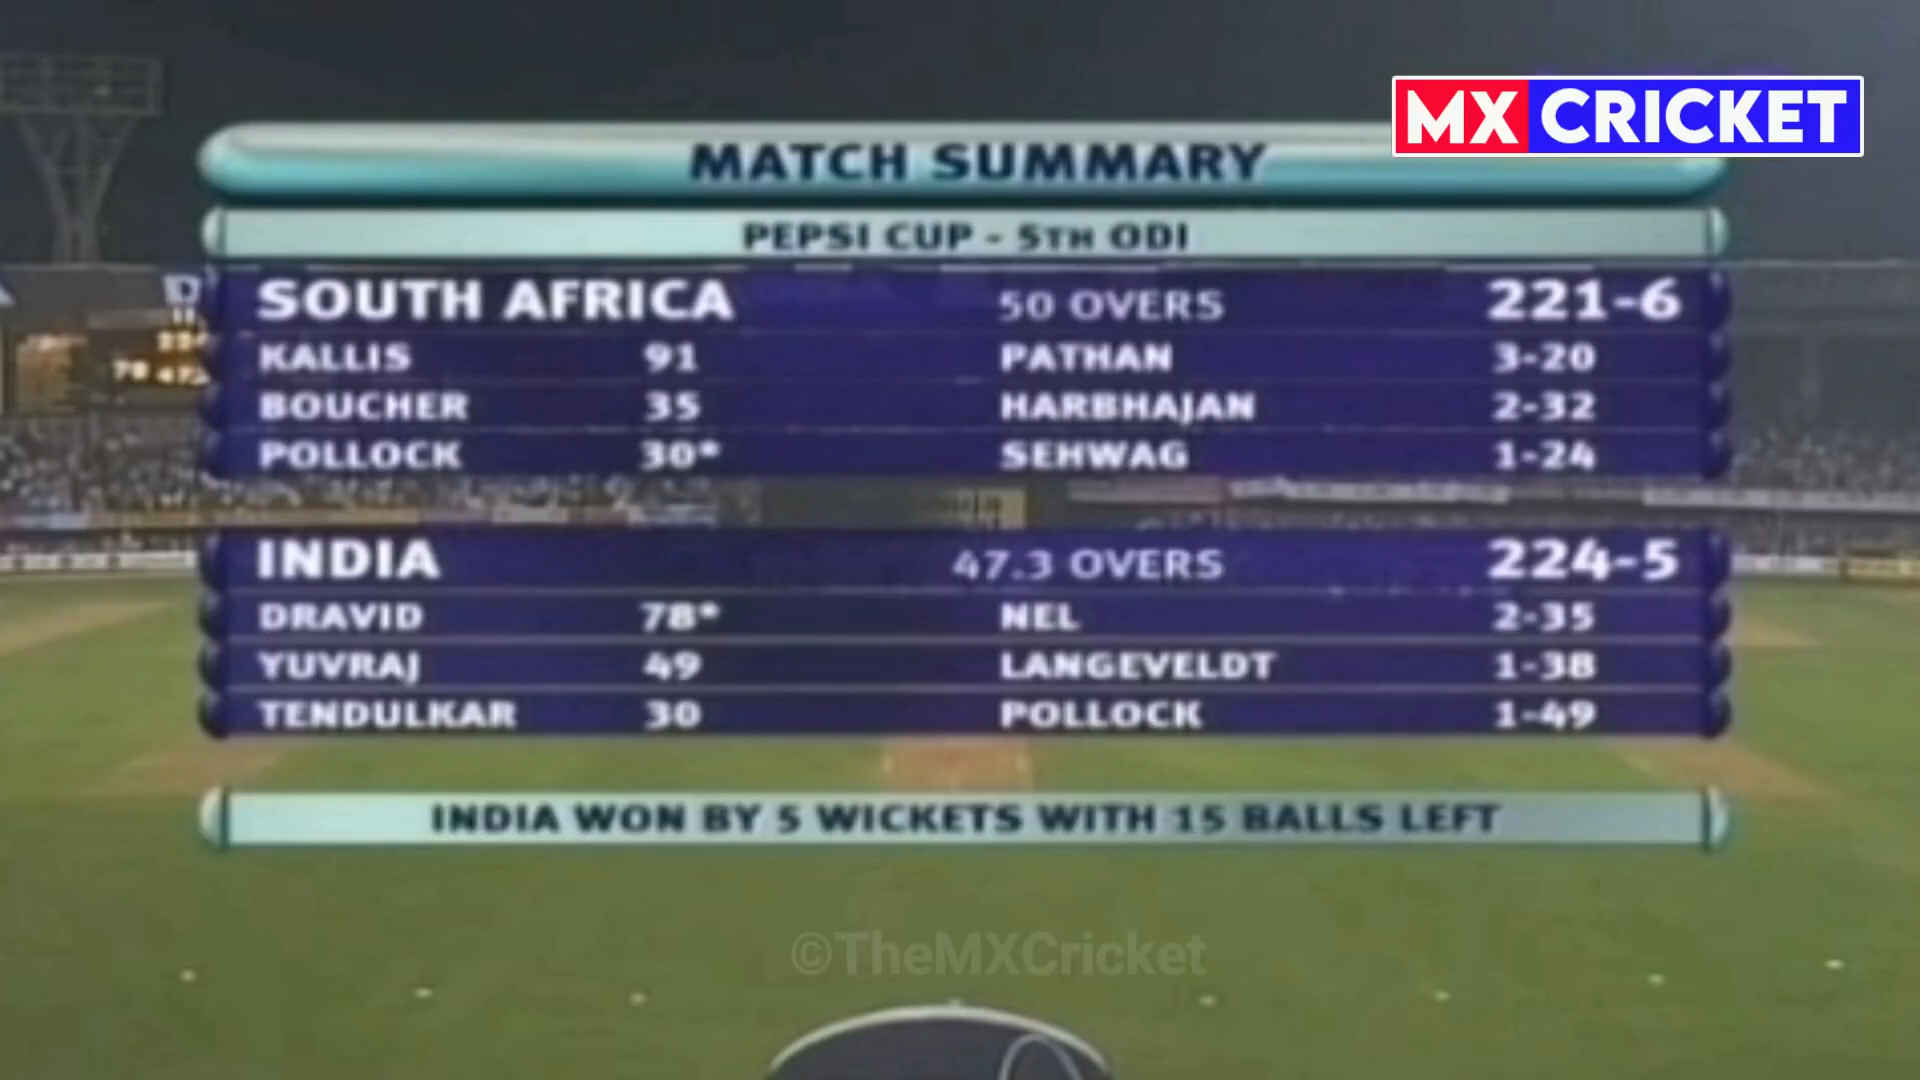 MX CRICKET
MATCH SUMMARY
PEPSI CUP - 5TH ODI
SOUTH AFRICA 50 OVERS 221-6
KALLIS 91 PATHAN 3-20
BOUCHER 35 HARBHAJAN 2-32
POLLOCK 30* SEHWAG 1-24
INDIA 47.3 OVERS 224-5
DRAVID 78* NEL 2-35
YUVRAJ 49 LANGEVELDT 1-38
TENDULKAR 30 POLLOCK 1-49
INDIA WON BY 5 WICKETS WITH 15 BALLS LEFT
©TheMXCricket